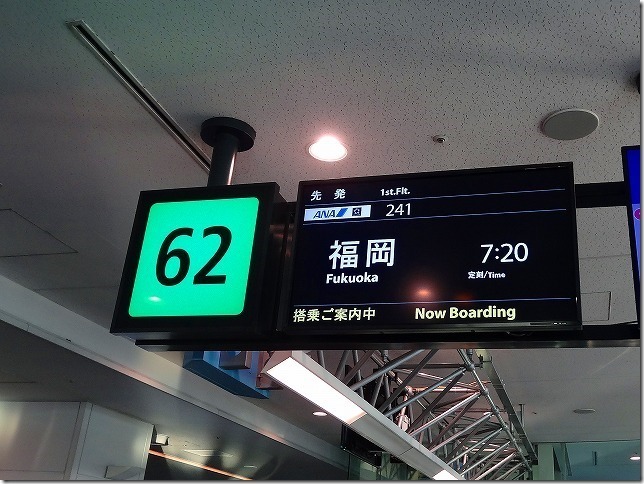 62
先発 1st.Flt.
ANA 241
福岡 7:20
Fukuoka 定刻/Time
搭乗ご案内中 Now Boarding